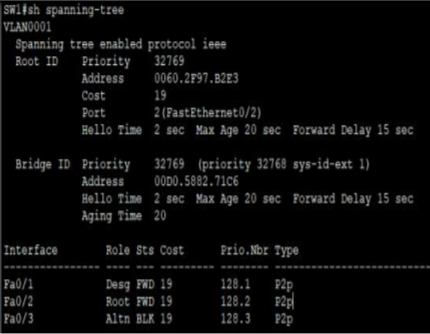 SW1#sh spanning-tree
VLAN0001
Spanning tree enabled protocol ieee
Root ID Priority 32769
Address 0060.2F97.B2E3
Cost 19
Port 2(FastEthernet0/2)
Hello Time 2 sec Max Age 20 sec Forward Delay 15 sec
Bridge ID Priority 32769 (priority 32768 sys-id-ext 1)
Address 00D0.5882.71C6
Hello Time 2 sec Max Age 20 sec Forward Delay 15 sec
Aging Time 20
Interface Role Sts Cost Prio.Nbr Type
---------------- ---- --- --------- -------- --------------------------------
Fa0/1 Desg FWD 19 128.1 P2p
Fa0/2 Root FWD 19 128.2 P2p
Fa0/3 Altn BLK 19 128.3 P2p